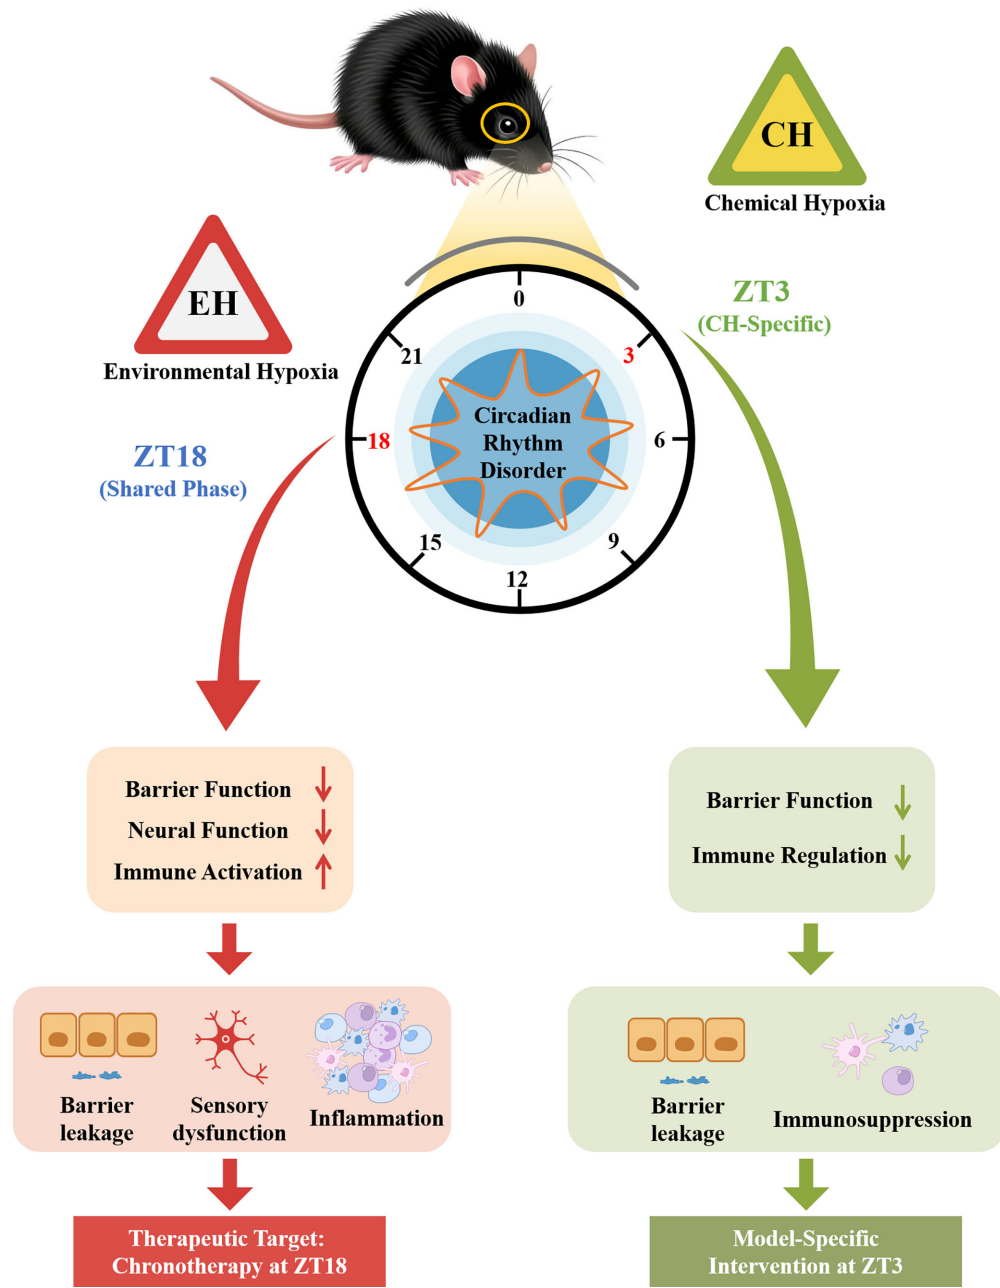 CH
Chemical Hypoxia
EH
Environmental Hypoxia
ZT3
(CH-Specific)
ZT18
(Shared Phase)
0
3
6
9
12
15
18
21
Circadian
Rhythm
Disorder
Barrier Function
Neural Function
Immune Activation
Barrier Function
Immune Regulation
Barrier
leakage
Sensory
dysfunction
Inflammation
Barrier
leakage
Immunosuppression
Therapeutic Target:
Chronotherapy at ZT18
Model-Specific
Intervention at ZT3